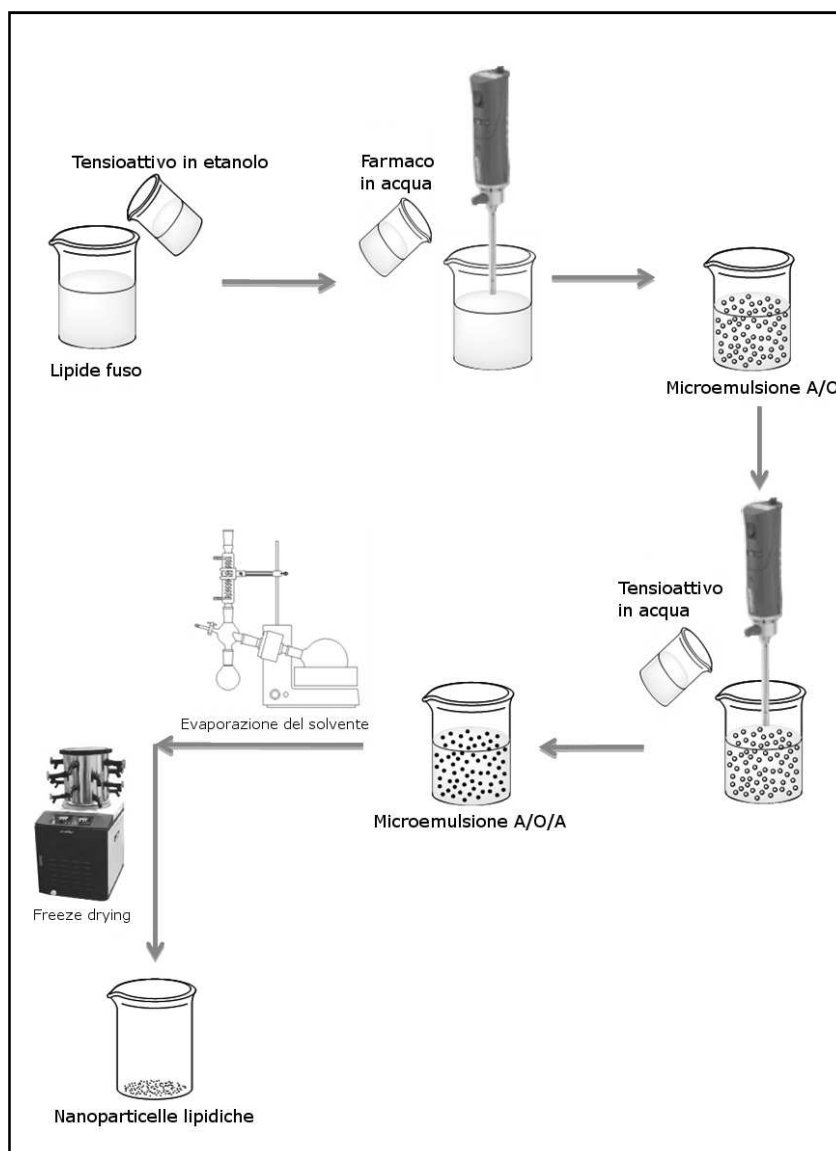 Tensioattivo in etanolo
Farmaco
in acqua
Lipide fuso
Microemulsione A/O
Tensioattivo
in acqua
Evaporazione del solvente
Microemulsione A/O/A
Freeze drying
Nanoparticelle lipidiche